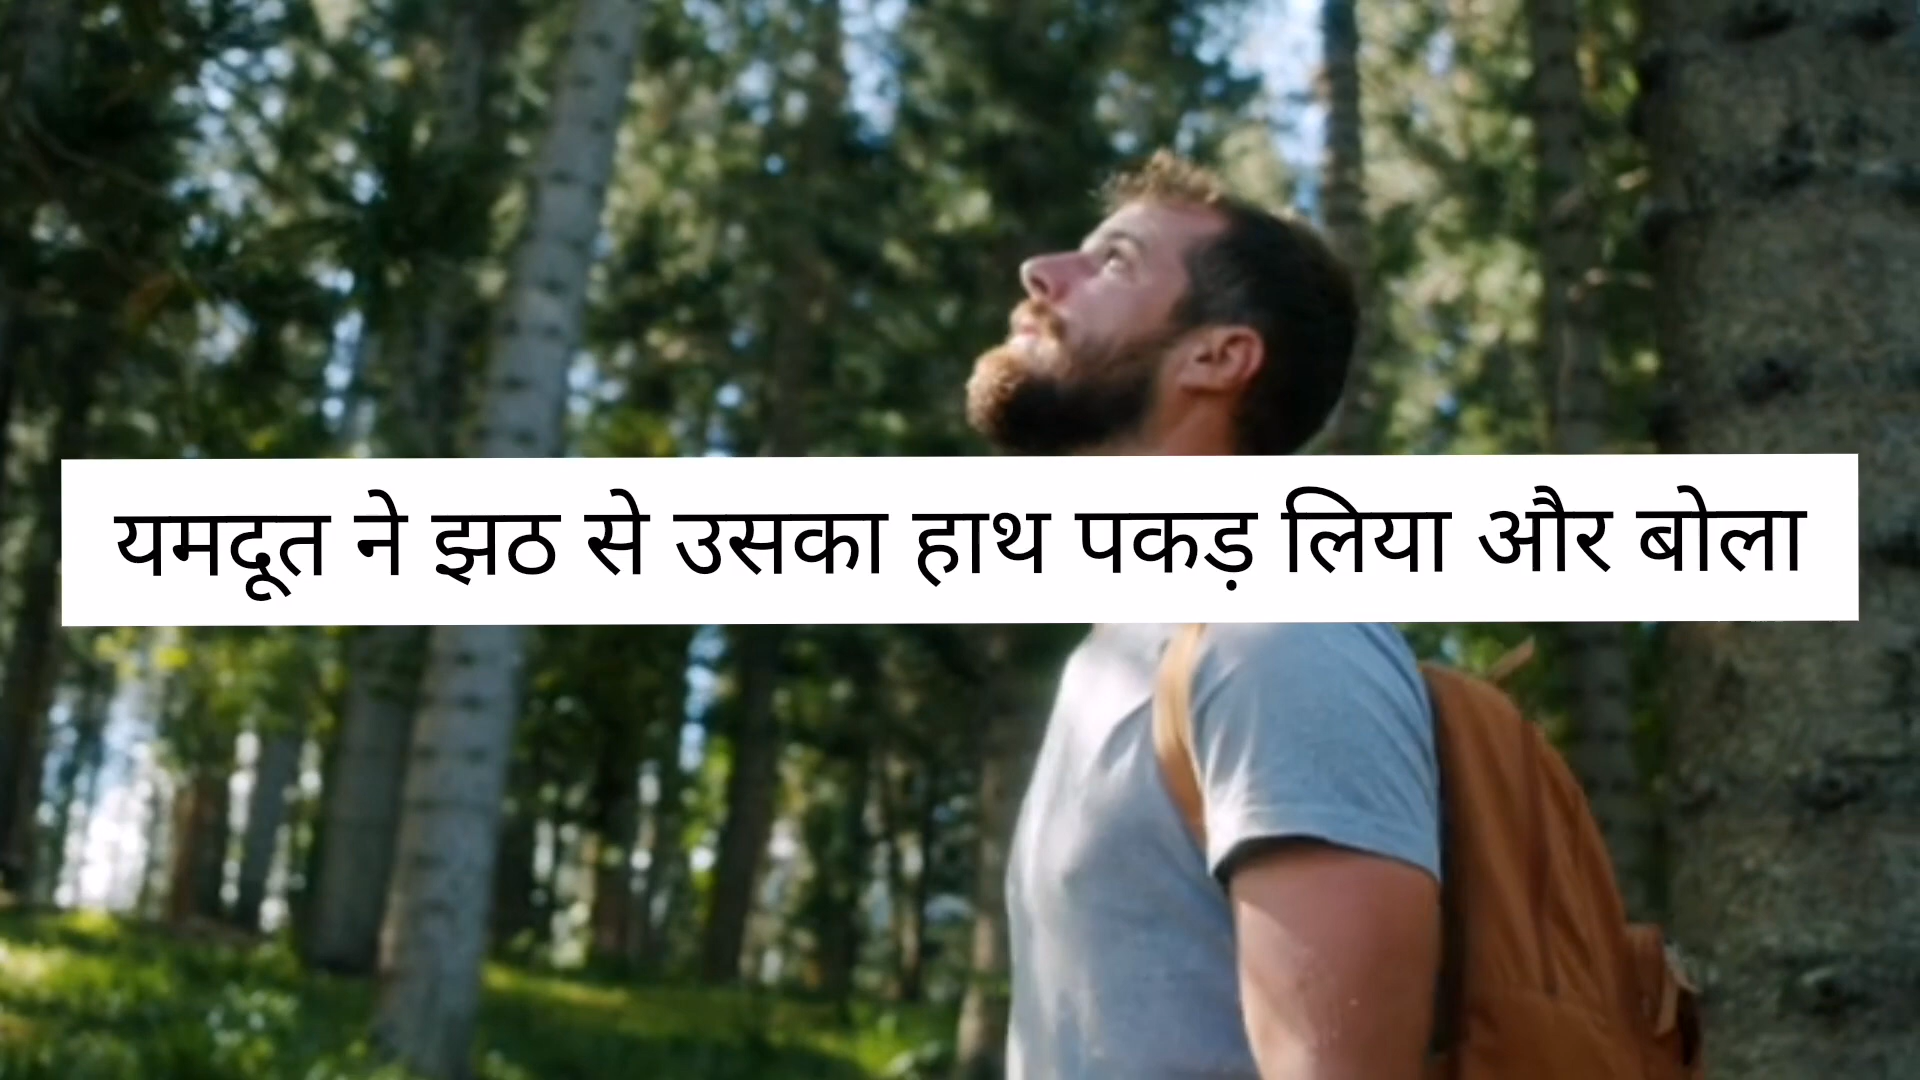 यमदूत ने झठ से उसका हाथ पकड़ लिया और बोला